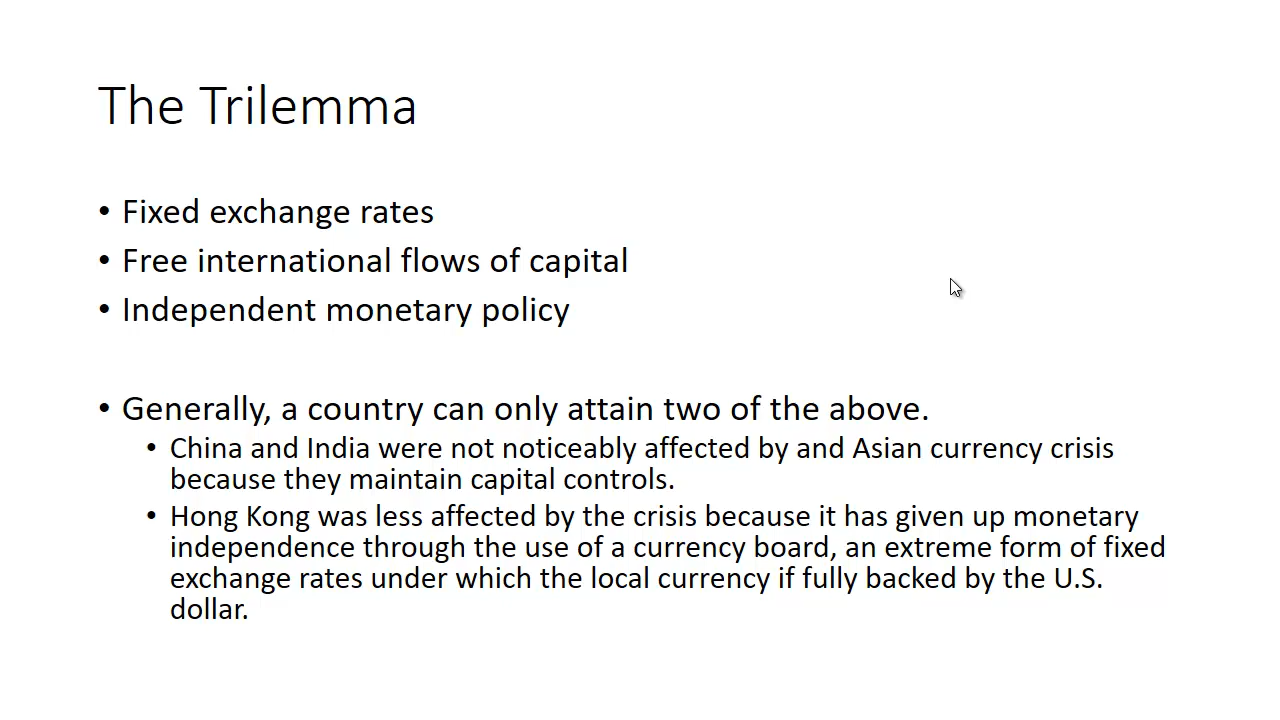 The Trilemma
• Fixed exchange rates
• Free international flows of capital
• Independent monetary policy
• Generally, a country can only attain two of the above.
• China and India were not noticeably affected by and Asian currency crisis
because they maintain capital controls.
• Hong Kong was less affected by the crisis because it has given up monetary
independence through the use of a currency board, an extreme form of fixed
exchange rates under which the local currency if fully backed by the U.S.
dollar.